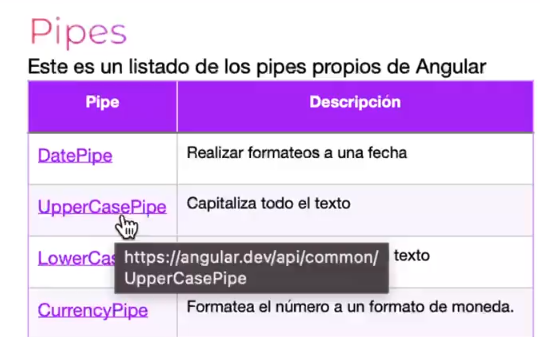 Pipes
Este es un listado de los pipes propios de Angular
Pipe Descripción
DatePipe Realizar formateos a una fecha
UpperCasePipe Capitaliza todo el texto
LowerCas texto
https://angular.dev/api/common/
UpperCasePipe
CurrencyPipe Formatea el número a un formato de moneda.